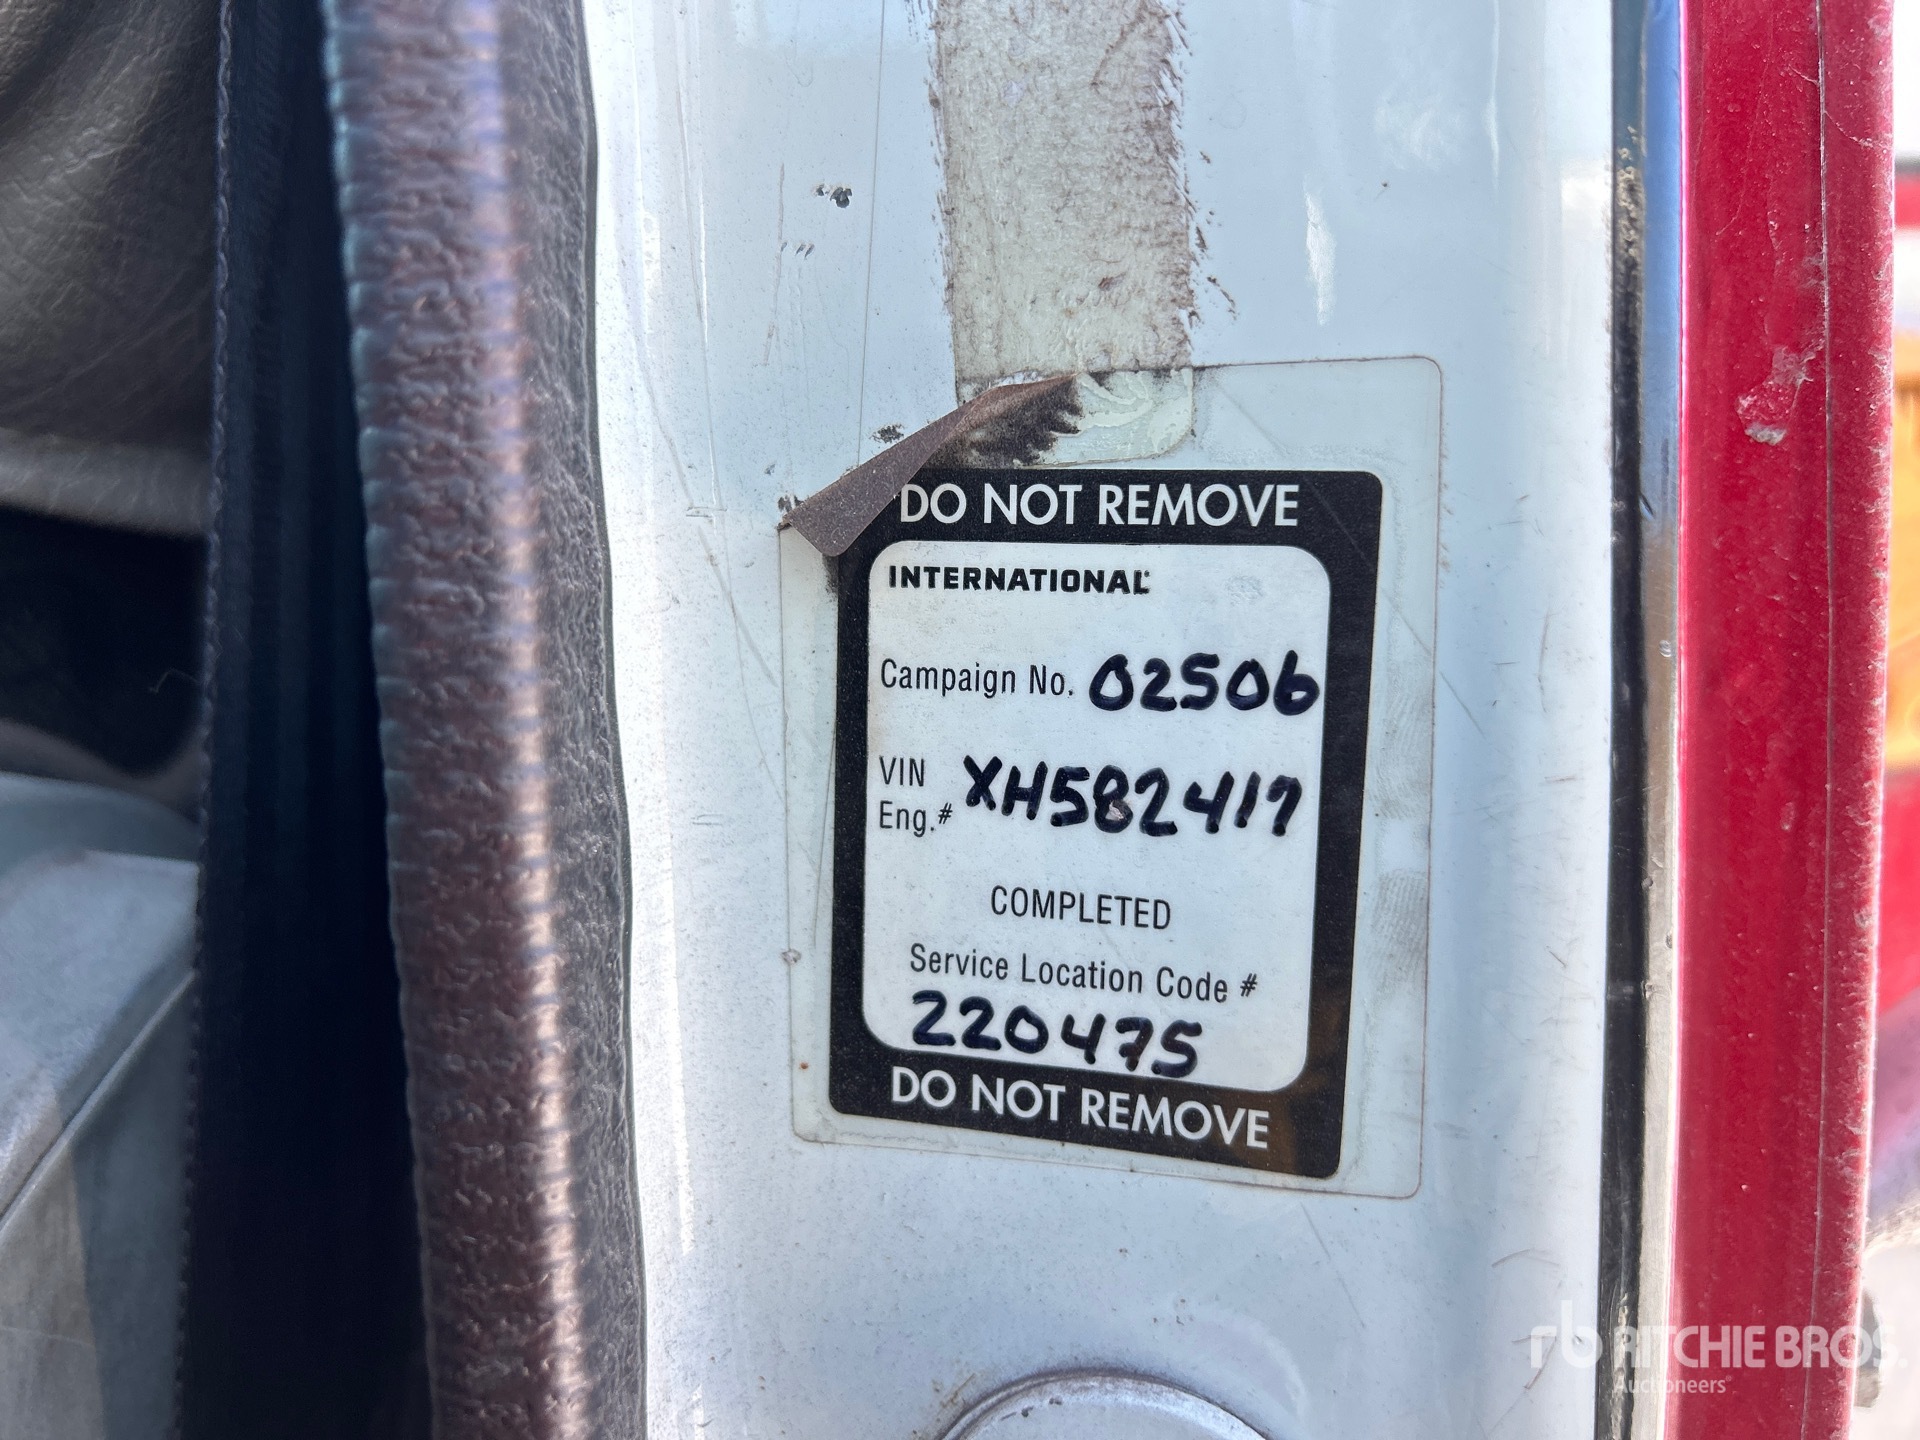 DO NOT REMOVE
INTERNATIONAL®
Campaign No. 02506
VIN
Eng.# XH582417
COMPLETED
Service Location Code #
220475
DO NOT REMOVE
rb RITCHIE BROS.
Auctioneers